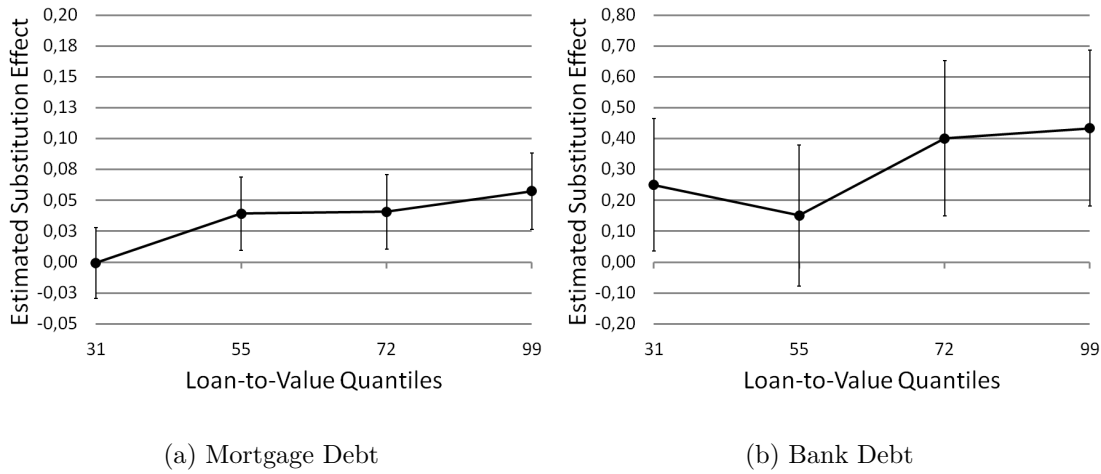 Estimated Substitution Effect
0,20
0,18
0,15
0,13
0,10
0,08
0,05
0,03
0,00
-0,03
-0,05
31 55 72 99
Loan-to-Value Quantiles
(a) Mortgage Debt
Estimated Substitution Effect
0,80
0,70
0,60
0,50
0,40
0,30
0,20
0,10
0,00
-0,10
-0,20
31 55 72 99
Loan-to-Value Quantiles
(b) Bank Debt